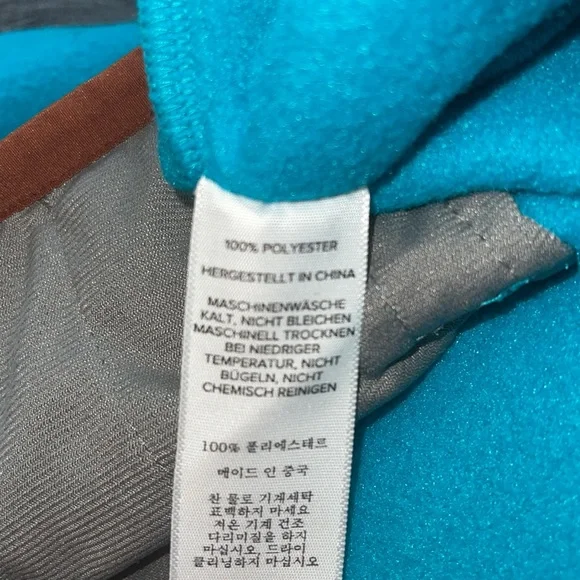 100% POLYESTER
HERGESTELLT IN CHINA
MASCHINENWÄSCHE
KALT, NICHT BLEICHEN
MASCHINELL TROCKNEN
BEI NIEDRIGER
TEMPERATUR, NICHT
BÜGELN, NICHT
CHEMISCH REINIGEN
100% 폴리에스테르
메이드 인 중국
찬 물로 기계세탁
표백하지 마세요
저온 기계 건조
다리미질을 하지
마십시오, 드라이
클리닝하지 마십시오